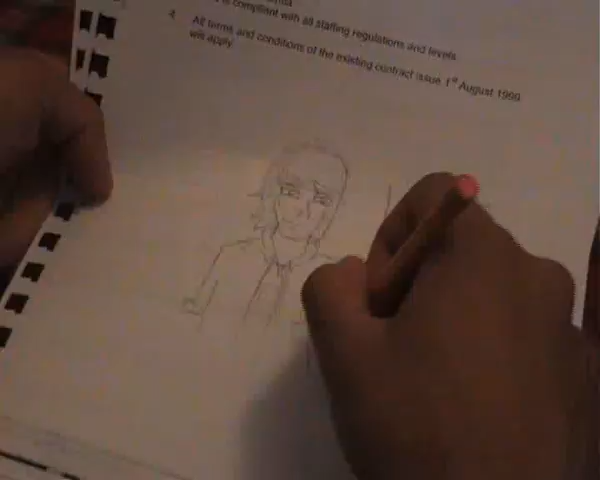 is compliant with all staffing regulations and levels
4 All terms and conditions of the existing contract issue 1st August 1999
will apply